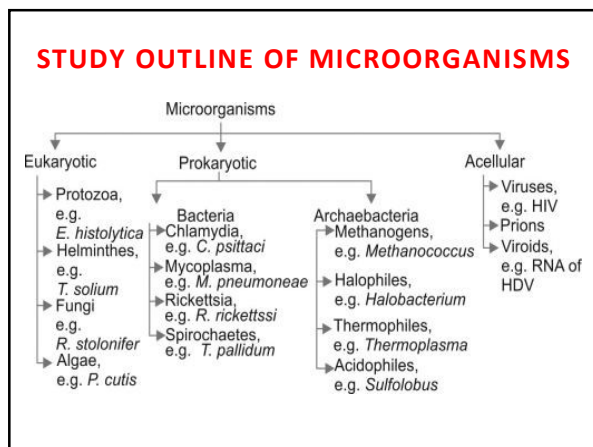 STUDY OUTLINE OF MICROORGANISMS
Microorganisms
Eukaryotic
Protozoa,
e.g.
E. histolytica
Helminthes,
e.g.
T. solium
Fungi
e.g.
R. stolonifer
Algae,
e.g. P. cutis
Prokaryotic
Bacteria
Chlamydia,
e.g. C. psittaci
Mycoplasma,
e.g. M. pneumoneae
Rickettsia,
e.g. R. rickettssi
Spirochaetes,
e.g. T. pallidum
Archaebacteria
Methanogens,
e.g. Methanococcus
Halophiles,
e.g. Halobacterium
Thermophiles,
e.g. Thermoplasma
Acidophiles,
e.g. Sulfolobus
Acellular
Viruses,
e.g. HIV
Prions
Viroids,
e.g. RNA of
HDV